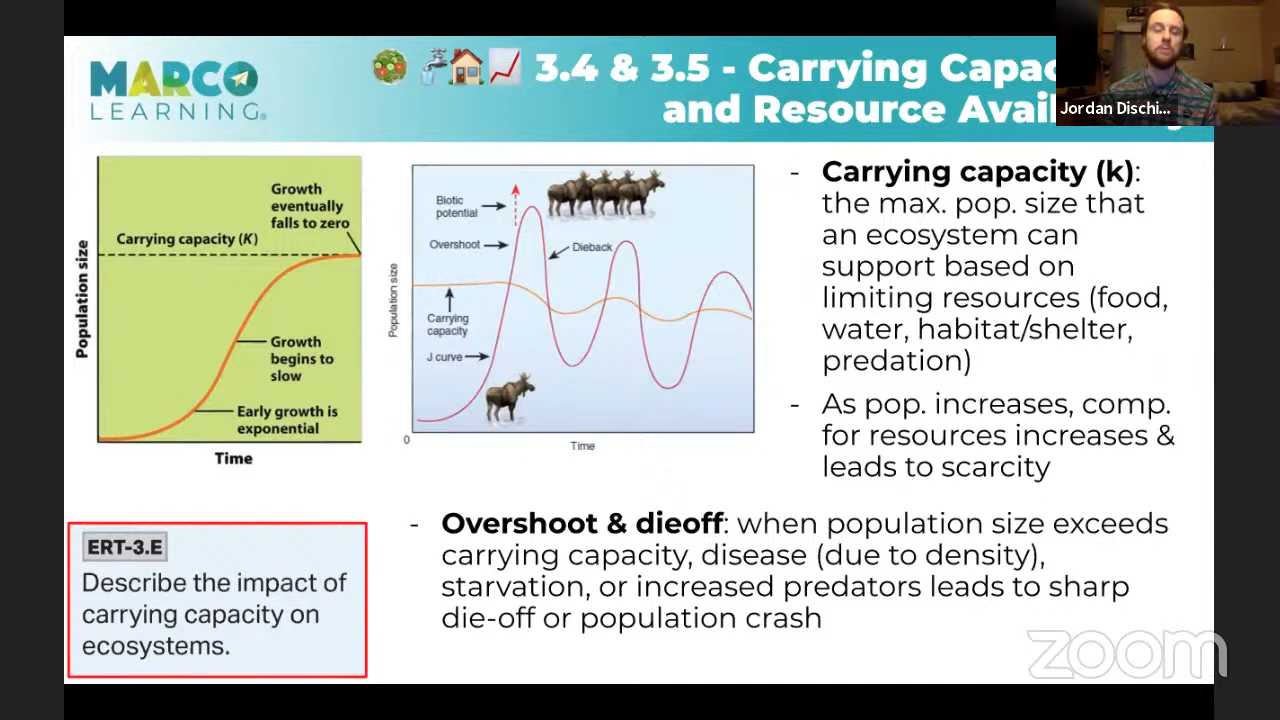 MARCO
LEARNING®
3.4 & 3.5 - Carrying
and Resource
Jordan Dischi...
Growth
eventually
falls to zero
Carrying capacity (K)
Population size
Growth
begins to
slow
Early growth is
exponential
Time
Biotic
potential
Overshoot
Dieback
Population size
Carrying
capacity
J curve
0
Time
- Carrying capacity (k):
the max. pop. size that
an ecosystem can
support based on
limiting resources (food,
water, habitat/shelter,
predation)
- As pop. increases, comp.
for resources increases &
leads to scarcity
- Overshoot & dieoff: when population size exceeds
carrying capacity, disease (due to density),
starvation, or increased predators leads to sharp
die-off or population crash
ERT-3.E
Describe the impact of
carrying capacity on
ecosystems.
zoom